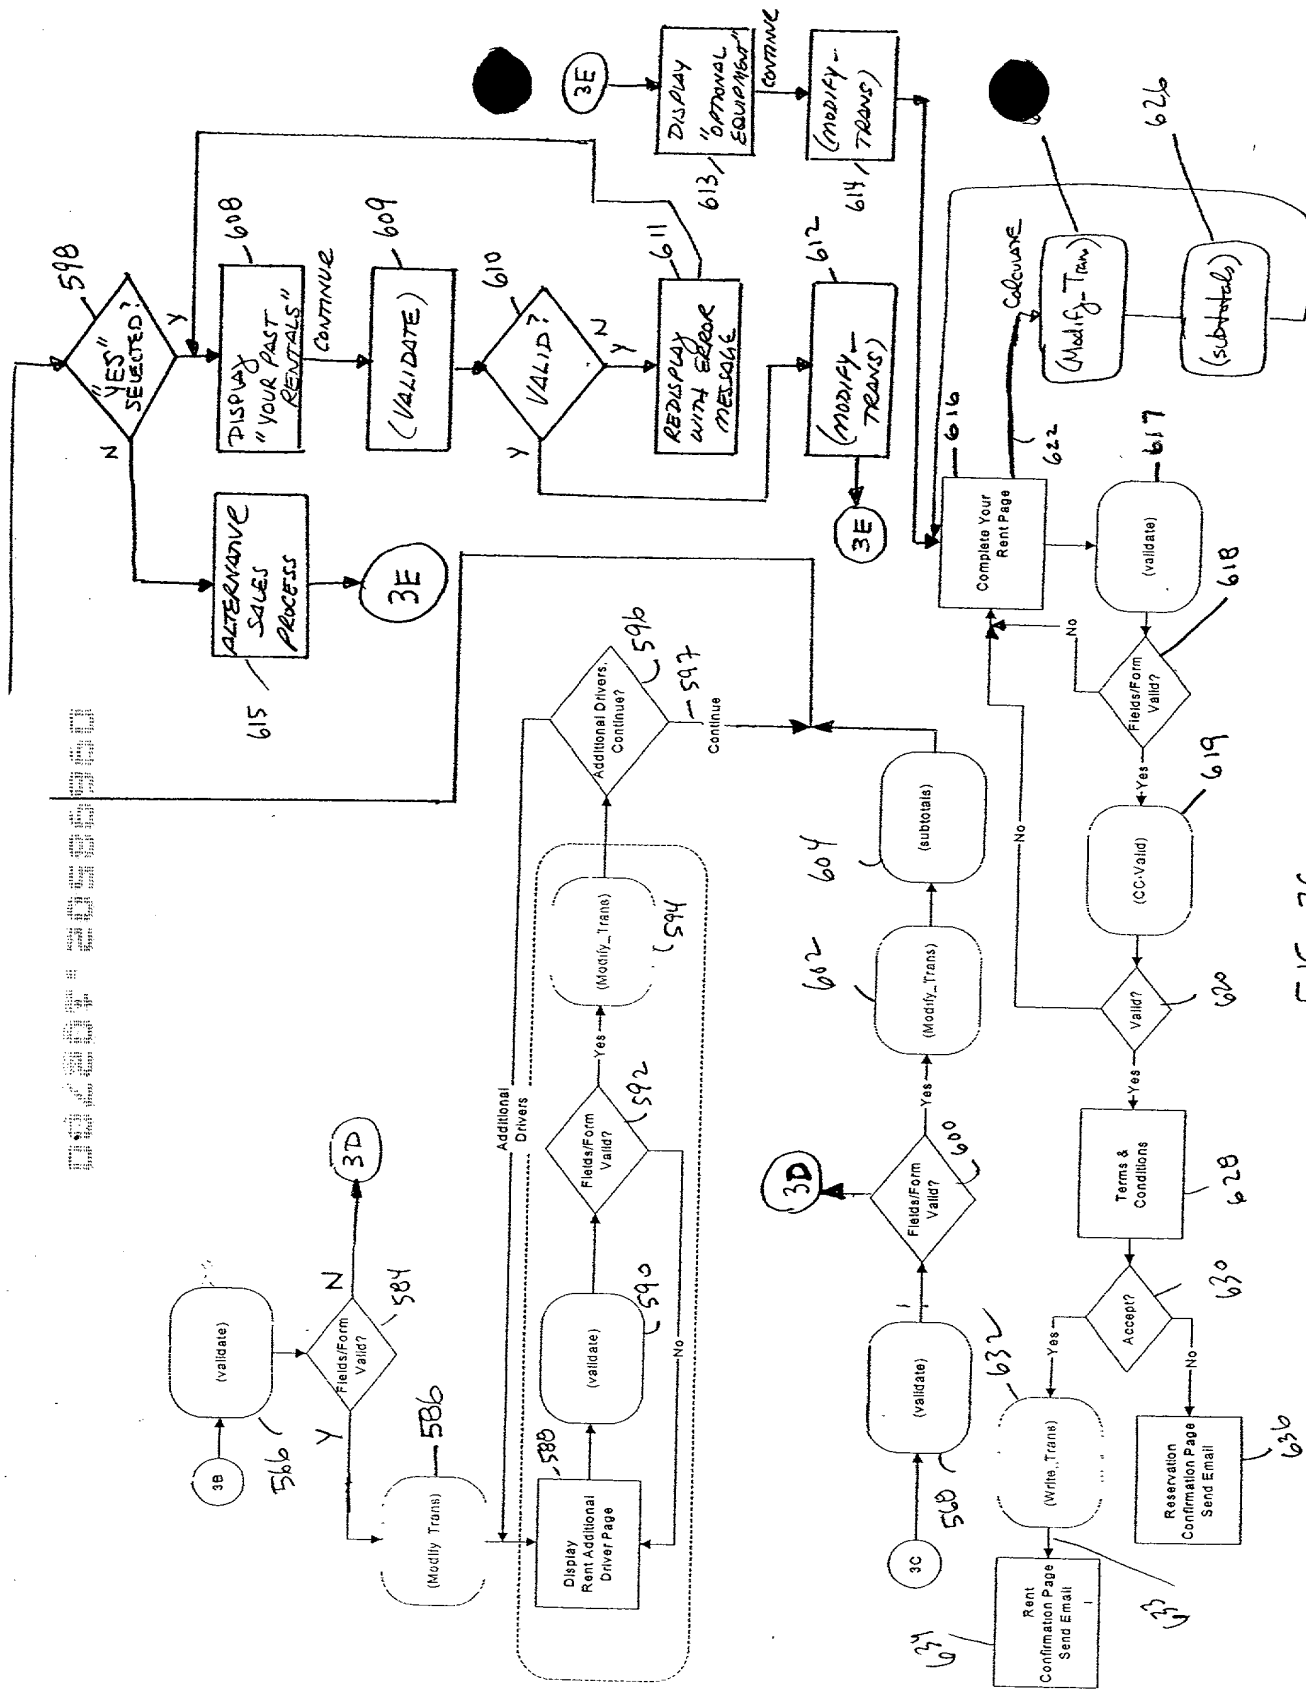 598
"YES"
SELECTED?
Y
N
608
DISPLAY
"YOUR PAST
RENTALS"
CONTINUE
609
(VALIDATE)
610
VALID?
N
Y
Y
611
REDISPLAY
WITH ERROR
MESSAGE
612
(MODIFY-
TRANS)
3E
615
ALTERNATIVE
SALES
PROCESS
3E
3E
613
DISPLAY
"OPTIONAL
EQUIPMENT"
CONTINUE
614
(MODIFY-
TRANS)
3B
566
(validate)
Fields/Form
Valid?
584
N
3D
Y
586
(Modify Trans)
588
Display
Rent Additional
Driver Page
590
(validate)
592
Fields/Form
Valid?
No
Yes
594
(Modify_Trans)
Additional
Drivers
596
Additional Drivers,
Continue?
597
Continue
3C
568
(validate)
600
Fields/Form
Valid?
3D
Yes
602
(Modify_Trans)
604
(subtotals)
616
Complete Your
Rent Page
622
Calculate
(Modify_Tran)
626
(subtotals)
617
(validate)
618
Fields/Form
Valid?
No
Yes
619
(CC-Valid)
620
Valid?
No
Yes
628
Terms &
Conditions
630
Accept?
Yes
No
632
(Write_Trans)
633
634
Rent
Confirmation Page
Send Email
636
Reservation
Confirmation Page
Send Email